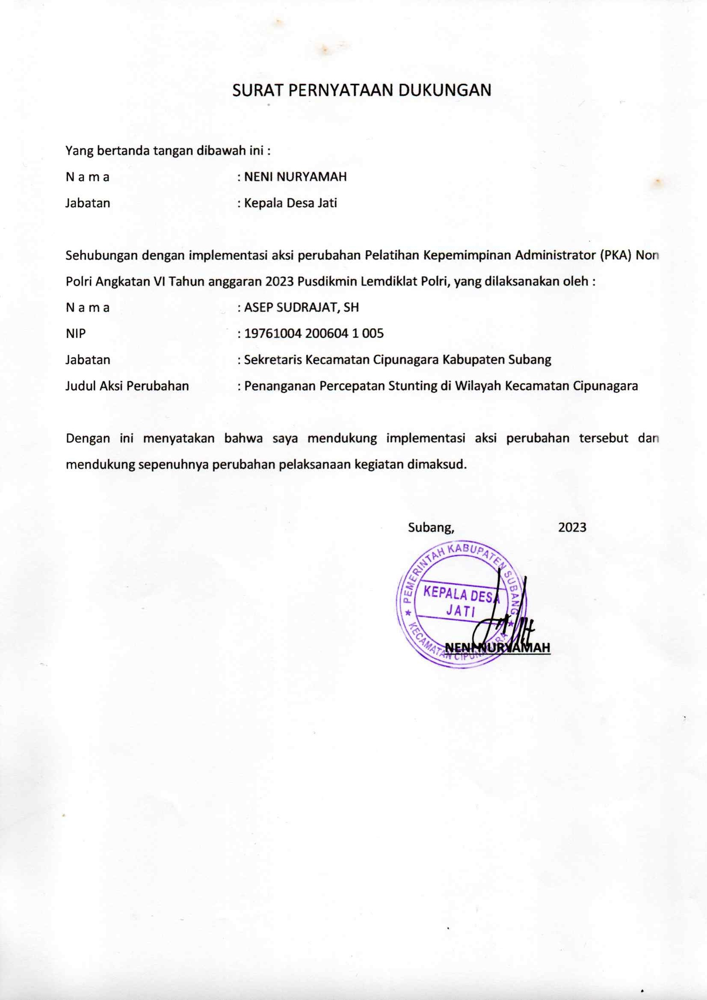 SURAT PERNYATAAN DUKUNGAN
Yang bertanda tangan dibawah ini :
N a m a : NENI NURYAMAH
Jabatan : Kepala Desa Jati
Sehubungan dengan implementasi aksi perubahan Pelatihan Kepemimpinan Administrator (PKA) Non
Polri Angkatan VI Tahun anggaran 2023 Pusdikmin Lemdiklat Polri, yang dilaksanakan oleh :
N a m a : ASEP SUDRAJAT, SH
NIP : 19761004 200604 1 005
Jabatan : Sekretaris Kecamatan Cipunagara Kabupaten Subang
Judul Aksi Perubahan : Penanganan Percepatan Stunting di Wilayah Kecamatan Cipunagara
Dengan ini menyatakan bahwa saya mendukung implementasi aksi perubahan tersebut dan
mendukung sepenuhnya perubahan pelaksanaan kegiatan dimaksud.
Subang, 2023
PEMERINTAH KABUPATEN SUBANG
KEPALA DESA
JATI
KECAMATAN CIPUNAGARA
NENI NURYAMAH